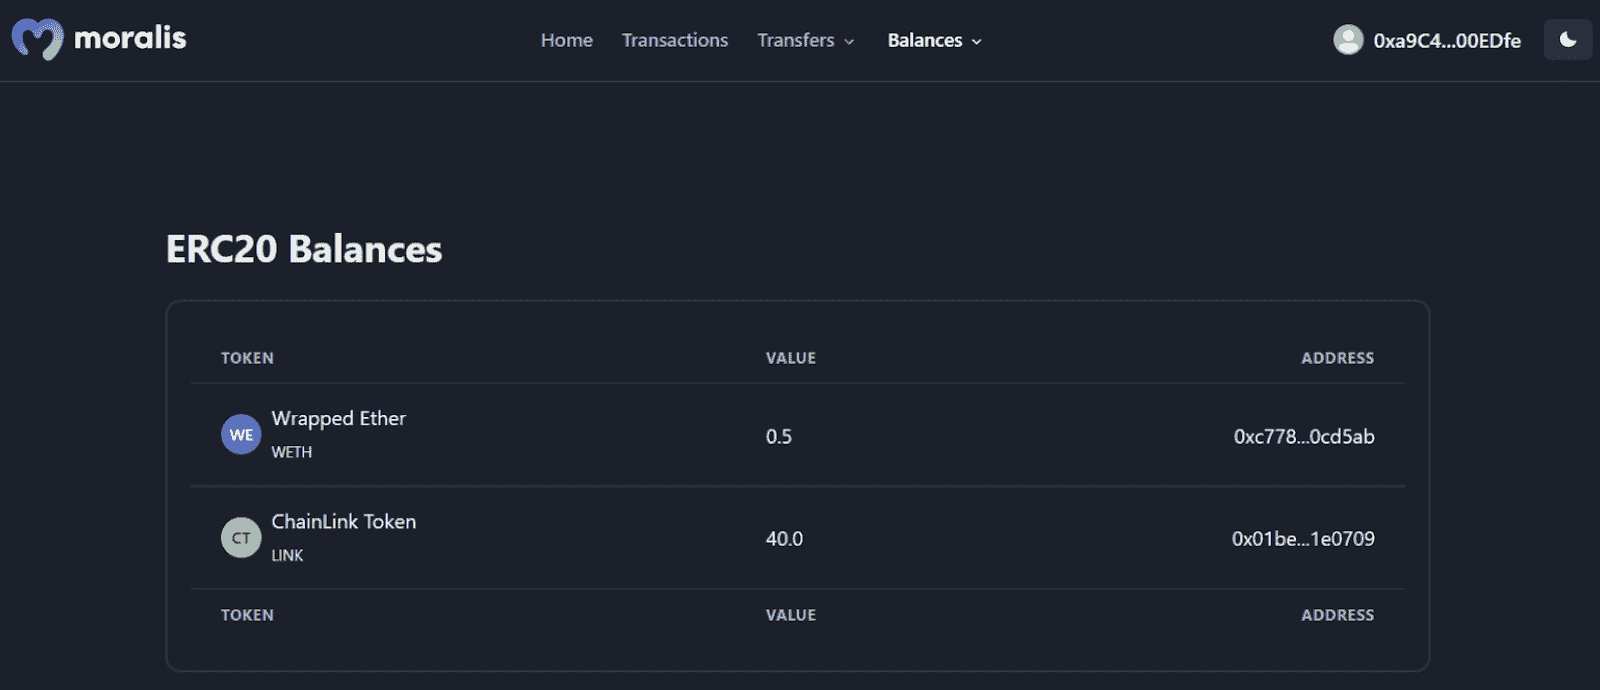 moralis Home Transactions Transfers Balances 0xa9C4...00EDfe
ERC20 Balances
TOKEN VALUE ADDRESS
WE Wrapped Ether 0.5 0xc778...0cd5ab
WETH
CT ChainLink Token 40.0 0x01be...1e0709
LINK
TOKEN VALUE ADDRESS